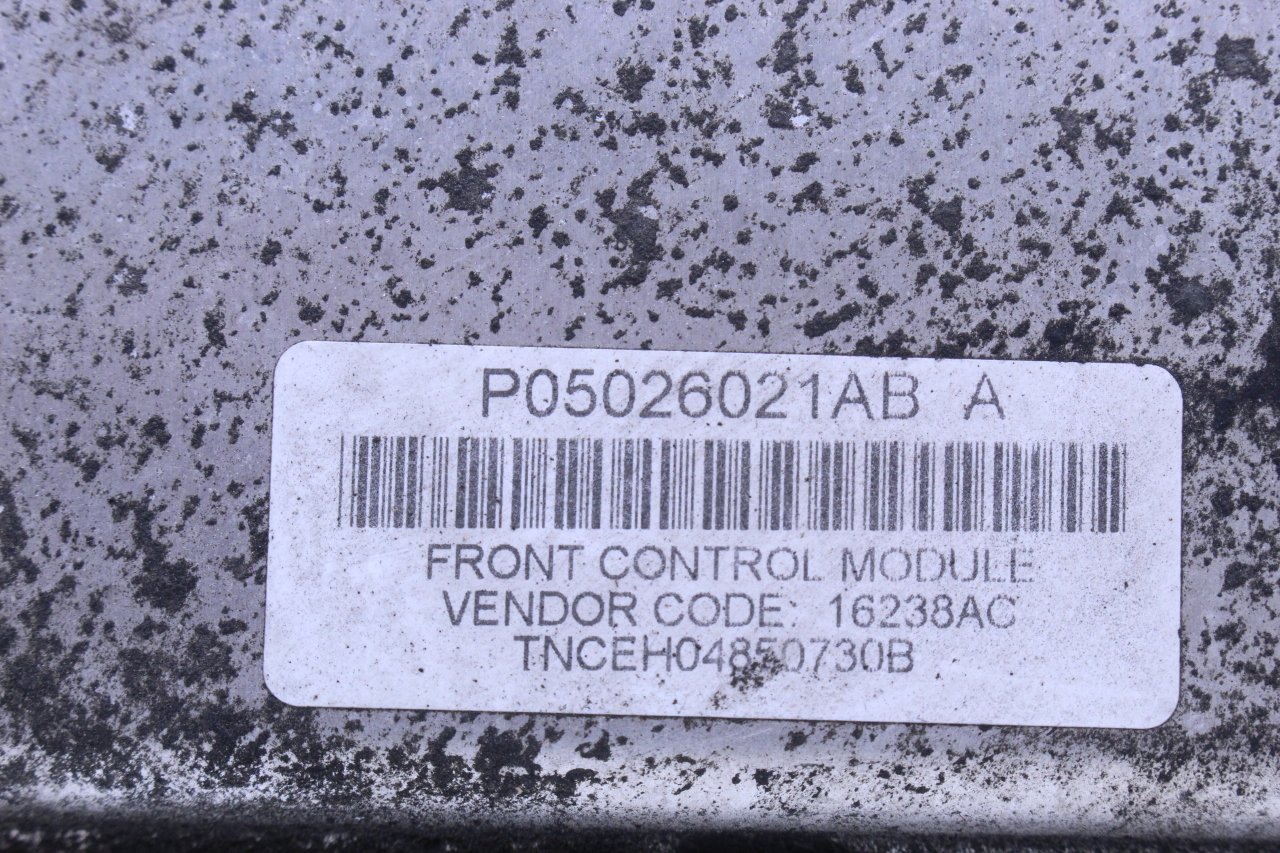 P05026021AB A
FRONT CONTROL MODULE
VENDOR CODE: 16238AC
TNCEH04850730B